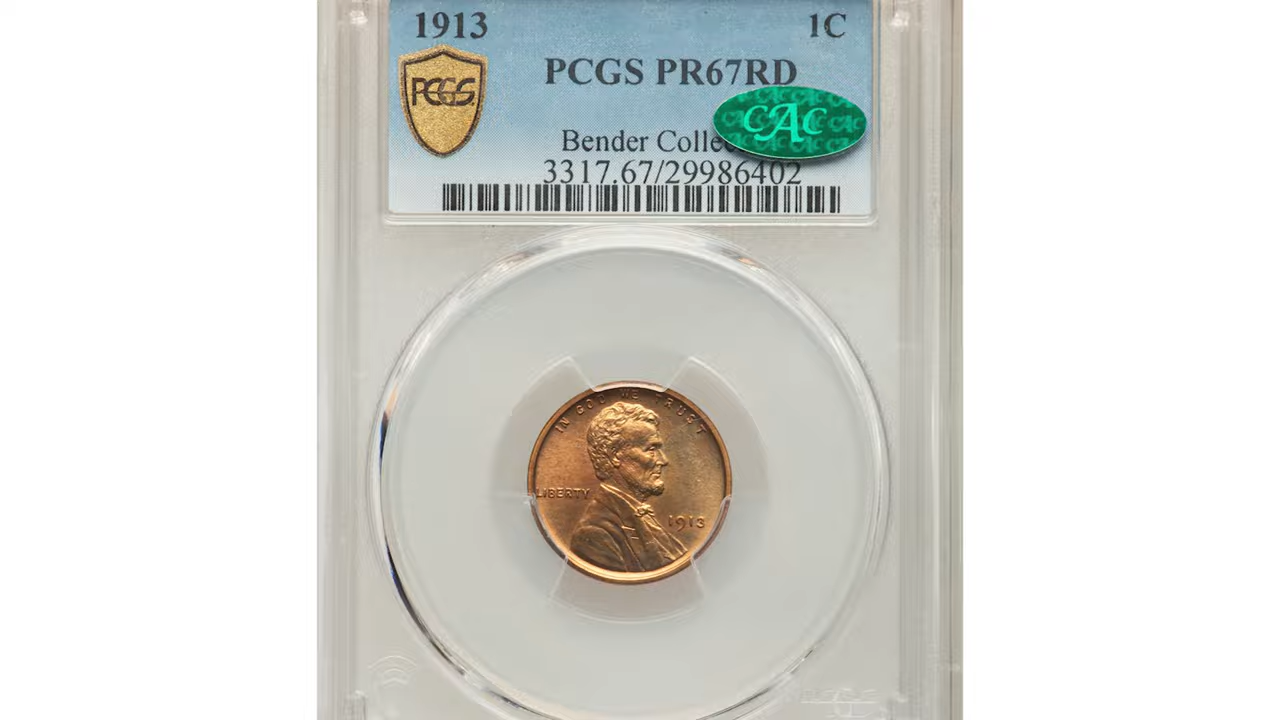 1913 1C
PCGS PR67RD
PCGS
CAC
Bender Colle
3317.67/29986402
IN GOD WE TRUST
LIBERTY
1913